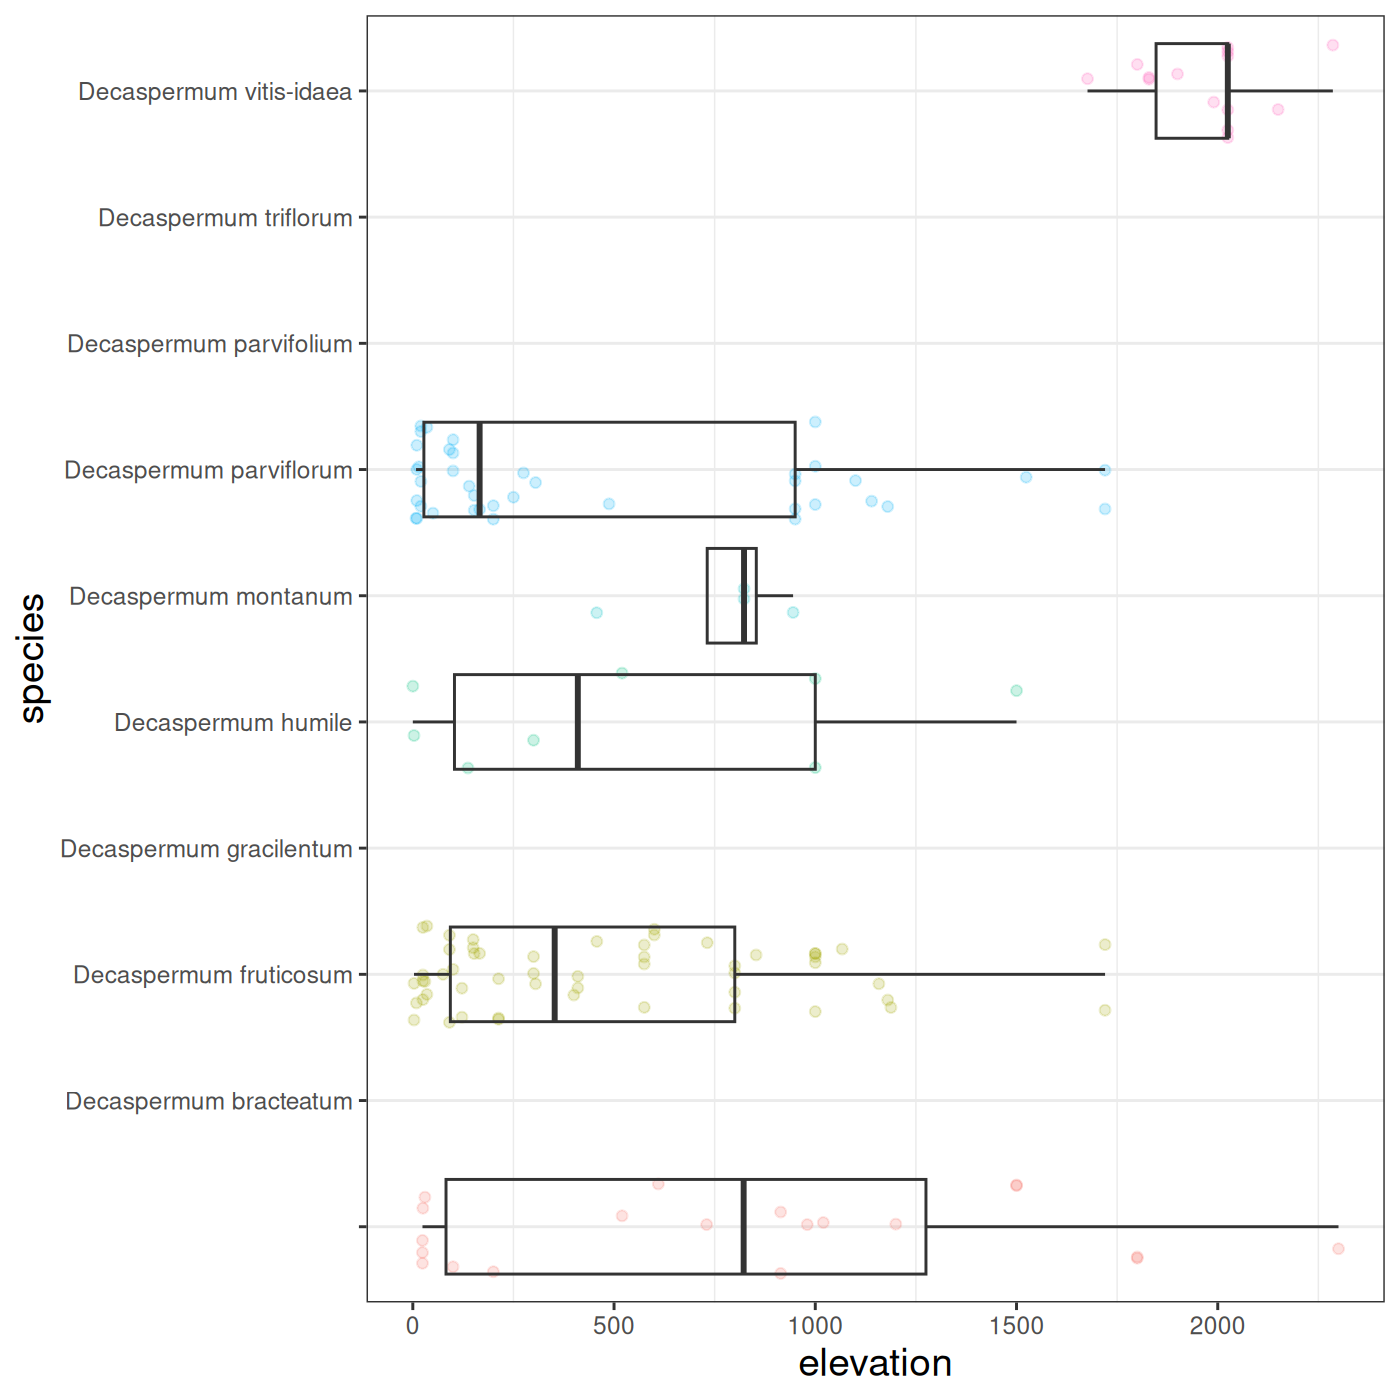 Decaspermum vitis-idaea
Decaspermum triflorum
Decaspermum parvifolium
Decaspermum parviflorum
Decaspermum montanum
Decaspermum humile
Decaspermum gracilentum
Decaspermum fruticosum
Decaspermum bracteatum
species
0 500 1000 1500 2000
elevation